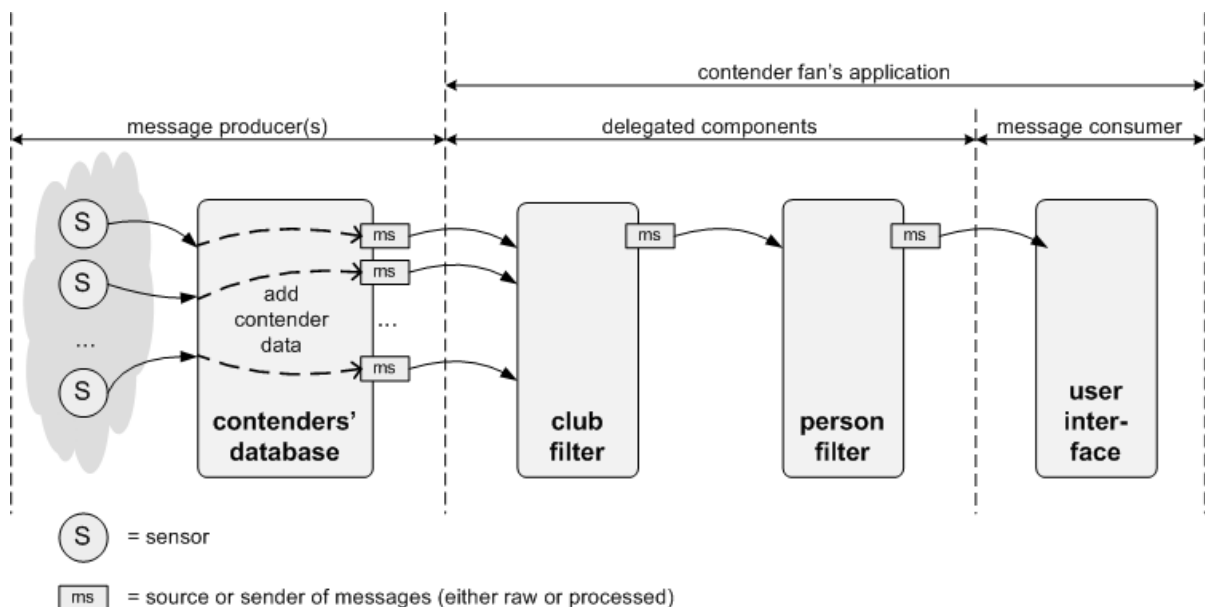 contender fan's application
message producer(s)
delegated components
message consumer
S
S
...
S
add
contender
data
contenders'
database
ms
ms
...
ms
club
filter
ms
person
filter
ms
user
inter-
face
S = sensor
ms = source or sender of messages (either raw or processed)